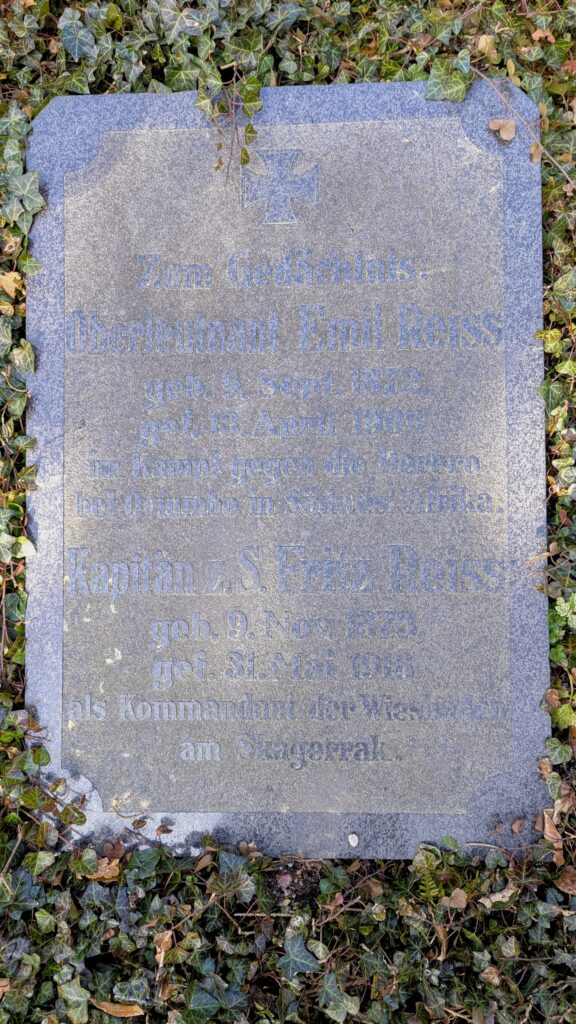 Zum Gedächtnis:
Oberleutnant Emil Reiss
geb. 9. Sept. 1872,
gef. 13. April 1904
im Kampf gegen die Herero
bei Oviumbo in Südwest Afrika.
Kapitän z. S. Fritz Reiss
geb. 9. Nov. 1873,
gef. 31. Mai 1916
als Kommandant der Wiesbaden
am Skagerrak.